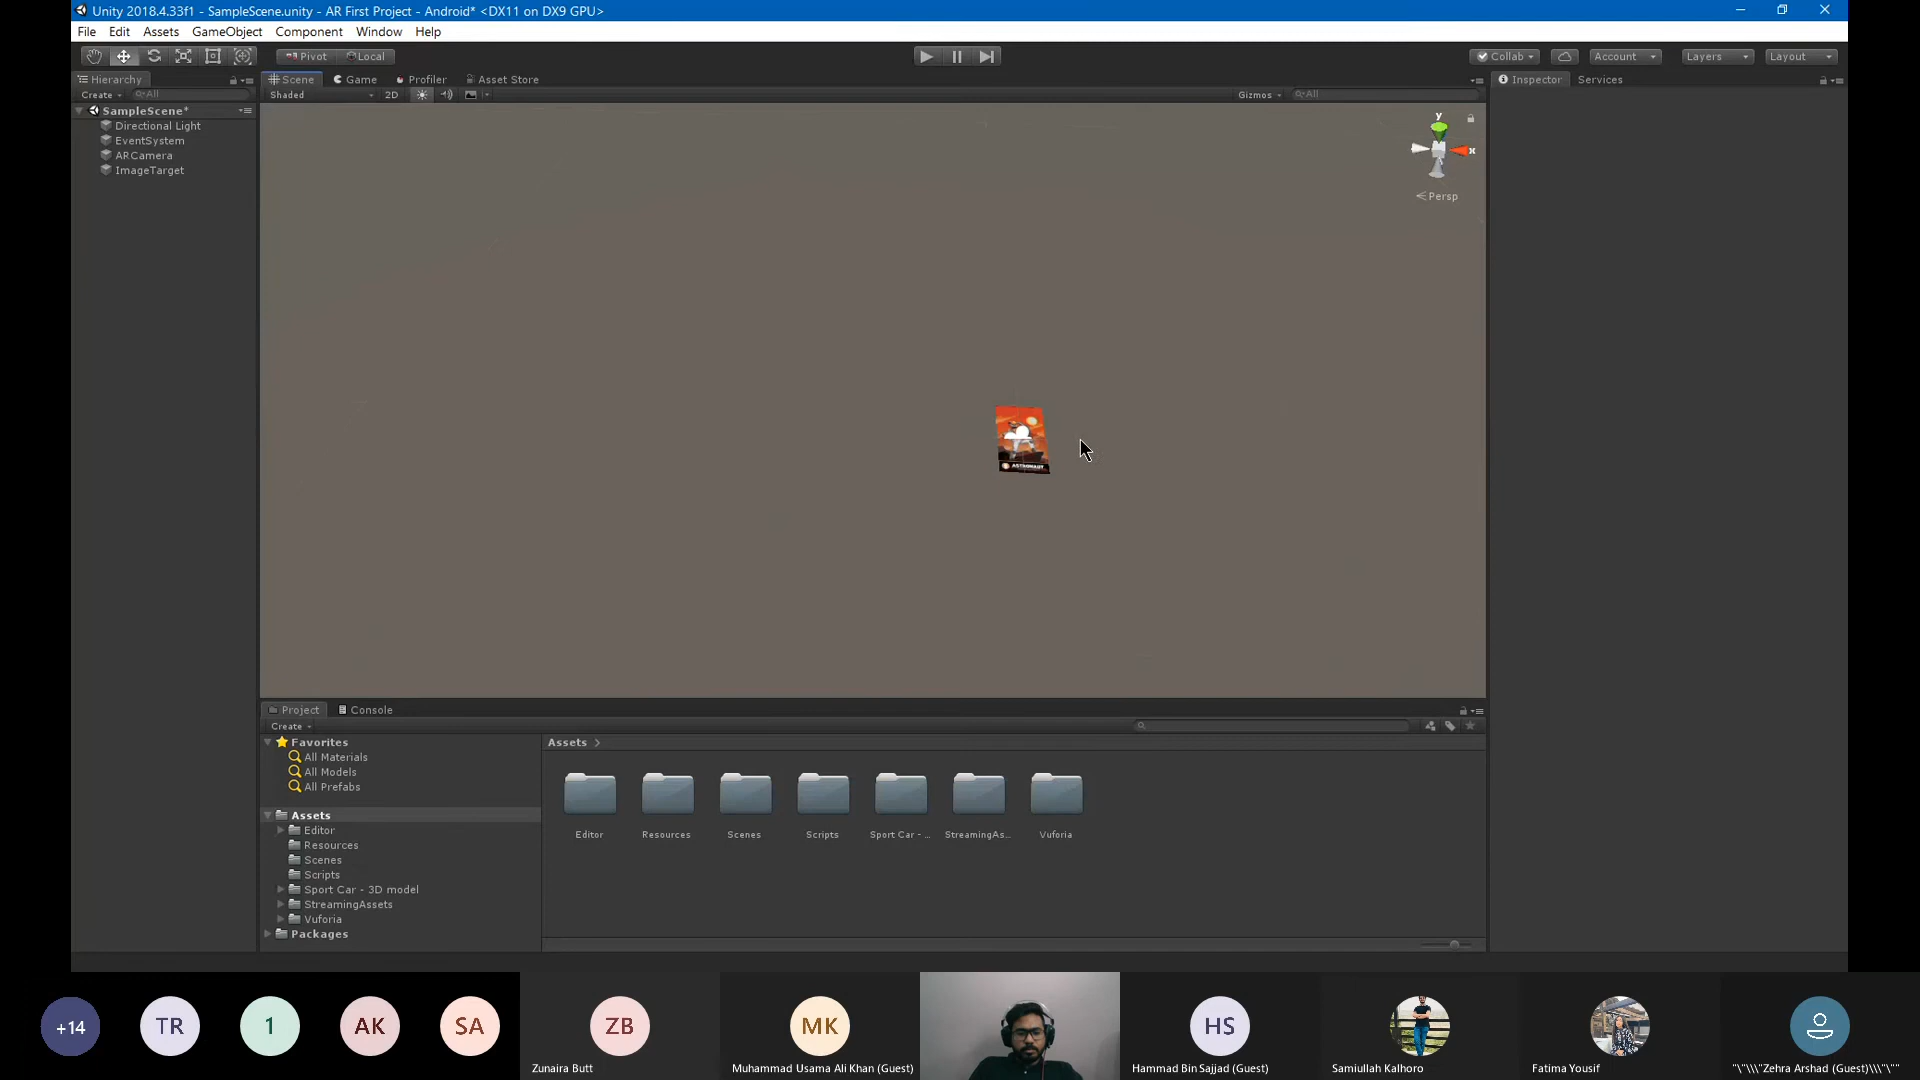 Unity 2018.4.33f1 - SampleScene.unity - AR First Project - Android* <DX11 on DX9 GPU>
File Edit Assets GameObject Component Window Help
Pivot Local Collab Account Layers Layout
Hierarchy Scene Game Profiler Asset Store Inspector Services
Create All Shaded 2D Gizmos All
SampleScene*
Directional Light
EventSystem
ARCamera
ImageTarget
y
x
Persp
ASTRONAUT
Project Console
Create
Favorites
All Materials
All Models
All Prefabs
Assets
Editor
Resources
Scenes
Scripts
Sport Car - 3D model
StreamingAssets
Vuforia
Packages
Assets
Editor Resources Scenes Scripts Sport Car - ... StreamingAs... Vuforia
+14 TR 1 AK SA ZB MK HS
Zunaira Butt Muhammad Usama Ali Khan (Guest) Hammad Bin Sajjad (Guest) Samiullah Kalhoro Fatima Yousif "\"\\\"Zehra Arshad (Guest)\\\"\""